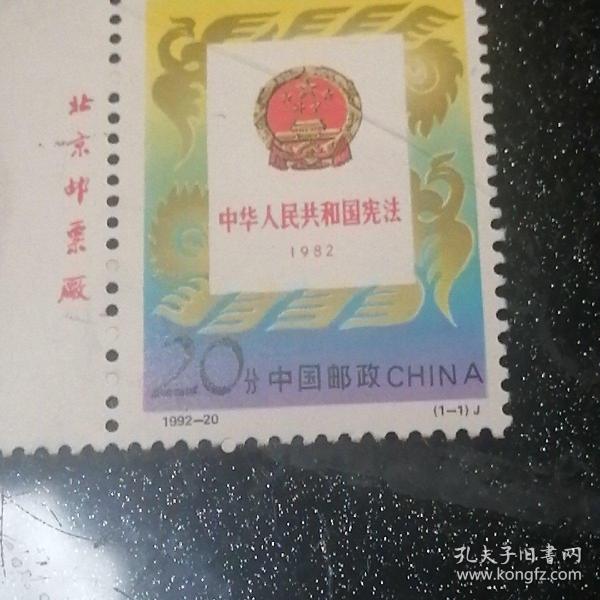 北京邮票厂
中华人民共和国宪法
1982
20分 中国邮政 CHINA
1992-20
(1-1) J
孔夫子旧书网
www.kongfz.com